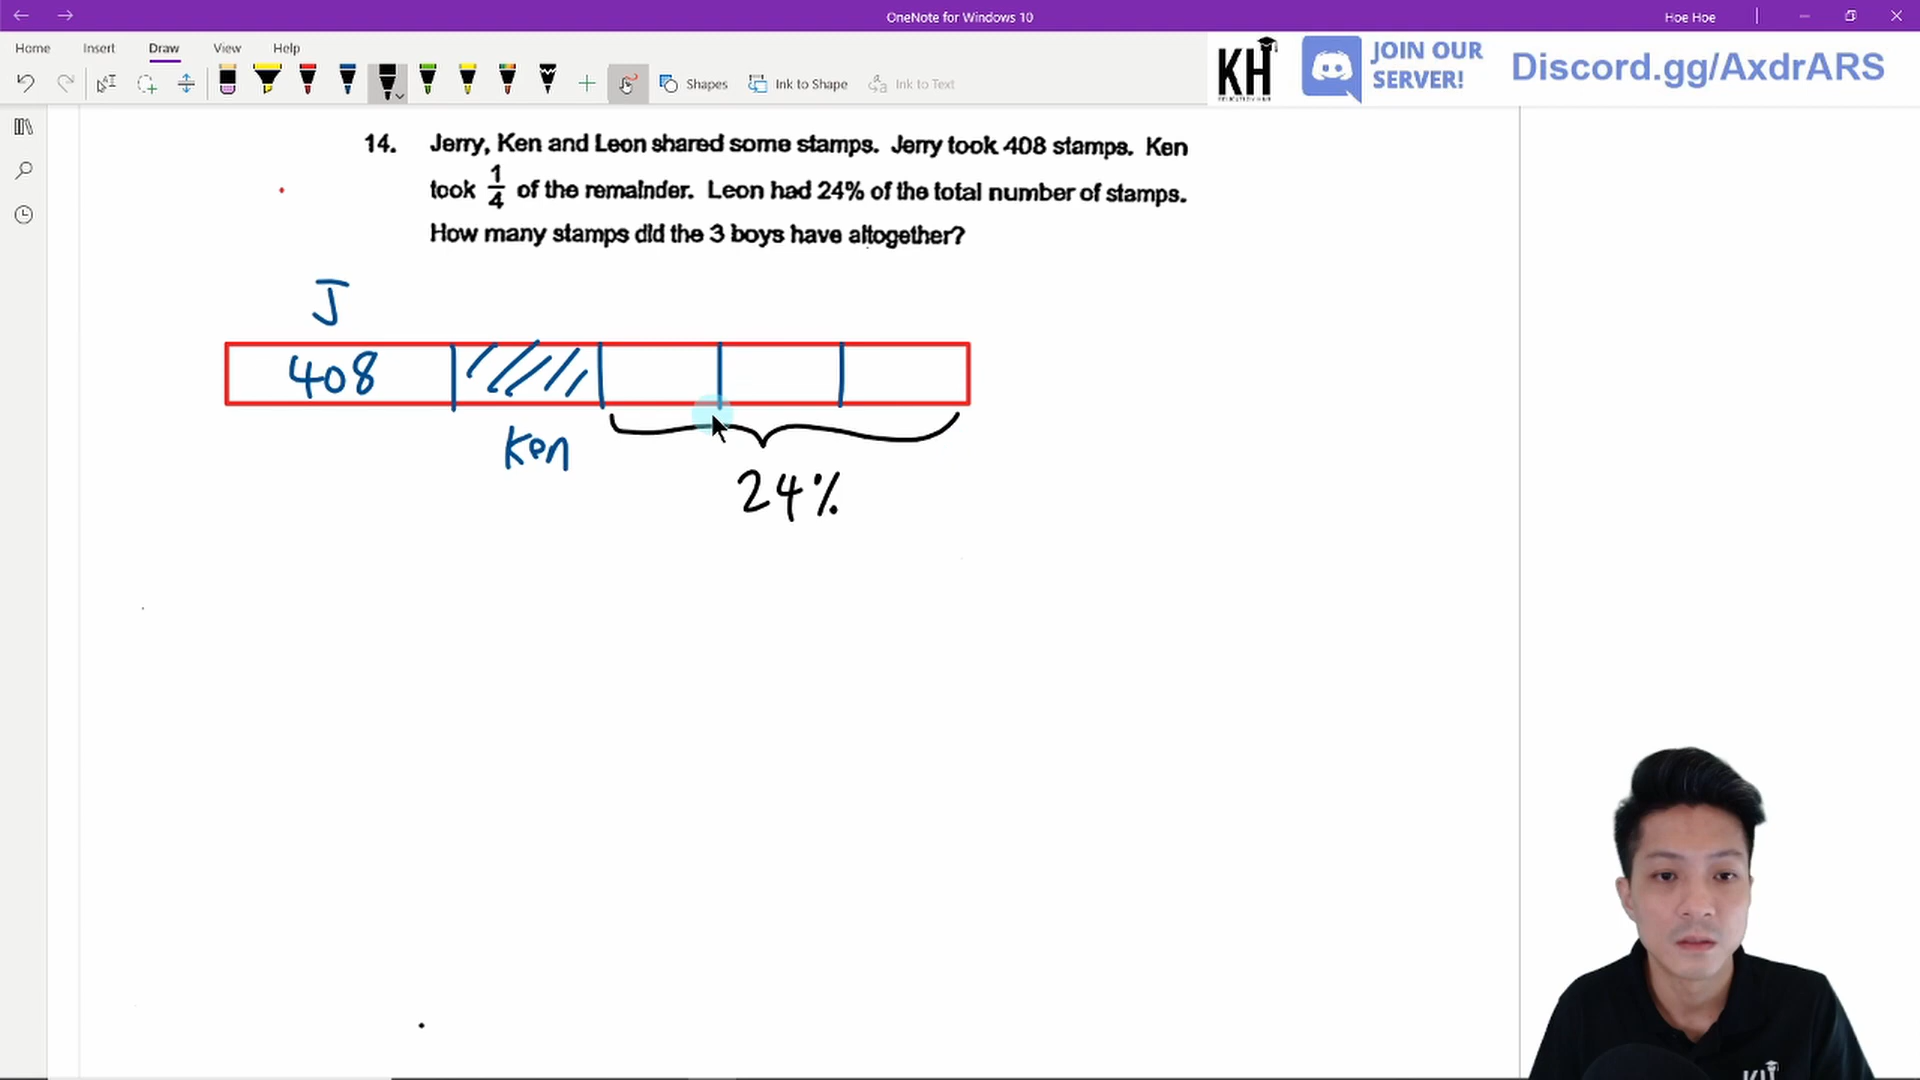 OneNote for Windows 10
Hoe Hoe
Home Insert Draw View Help
Shapes Ink to Shape Ink to Text
KH
JOIN OUR
SERVER!
Discord.gg/AxdrARS
14. Jerry, Ken and Leon shared some stamps. Jerry took 408 stamps. Ken
took 1/4 of the remainder. Leon had 24% of the total number of stamps.
How many stamps did the 3 boys have altogether?
J
408
Ken
24%